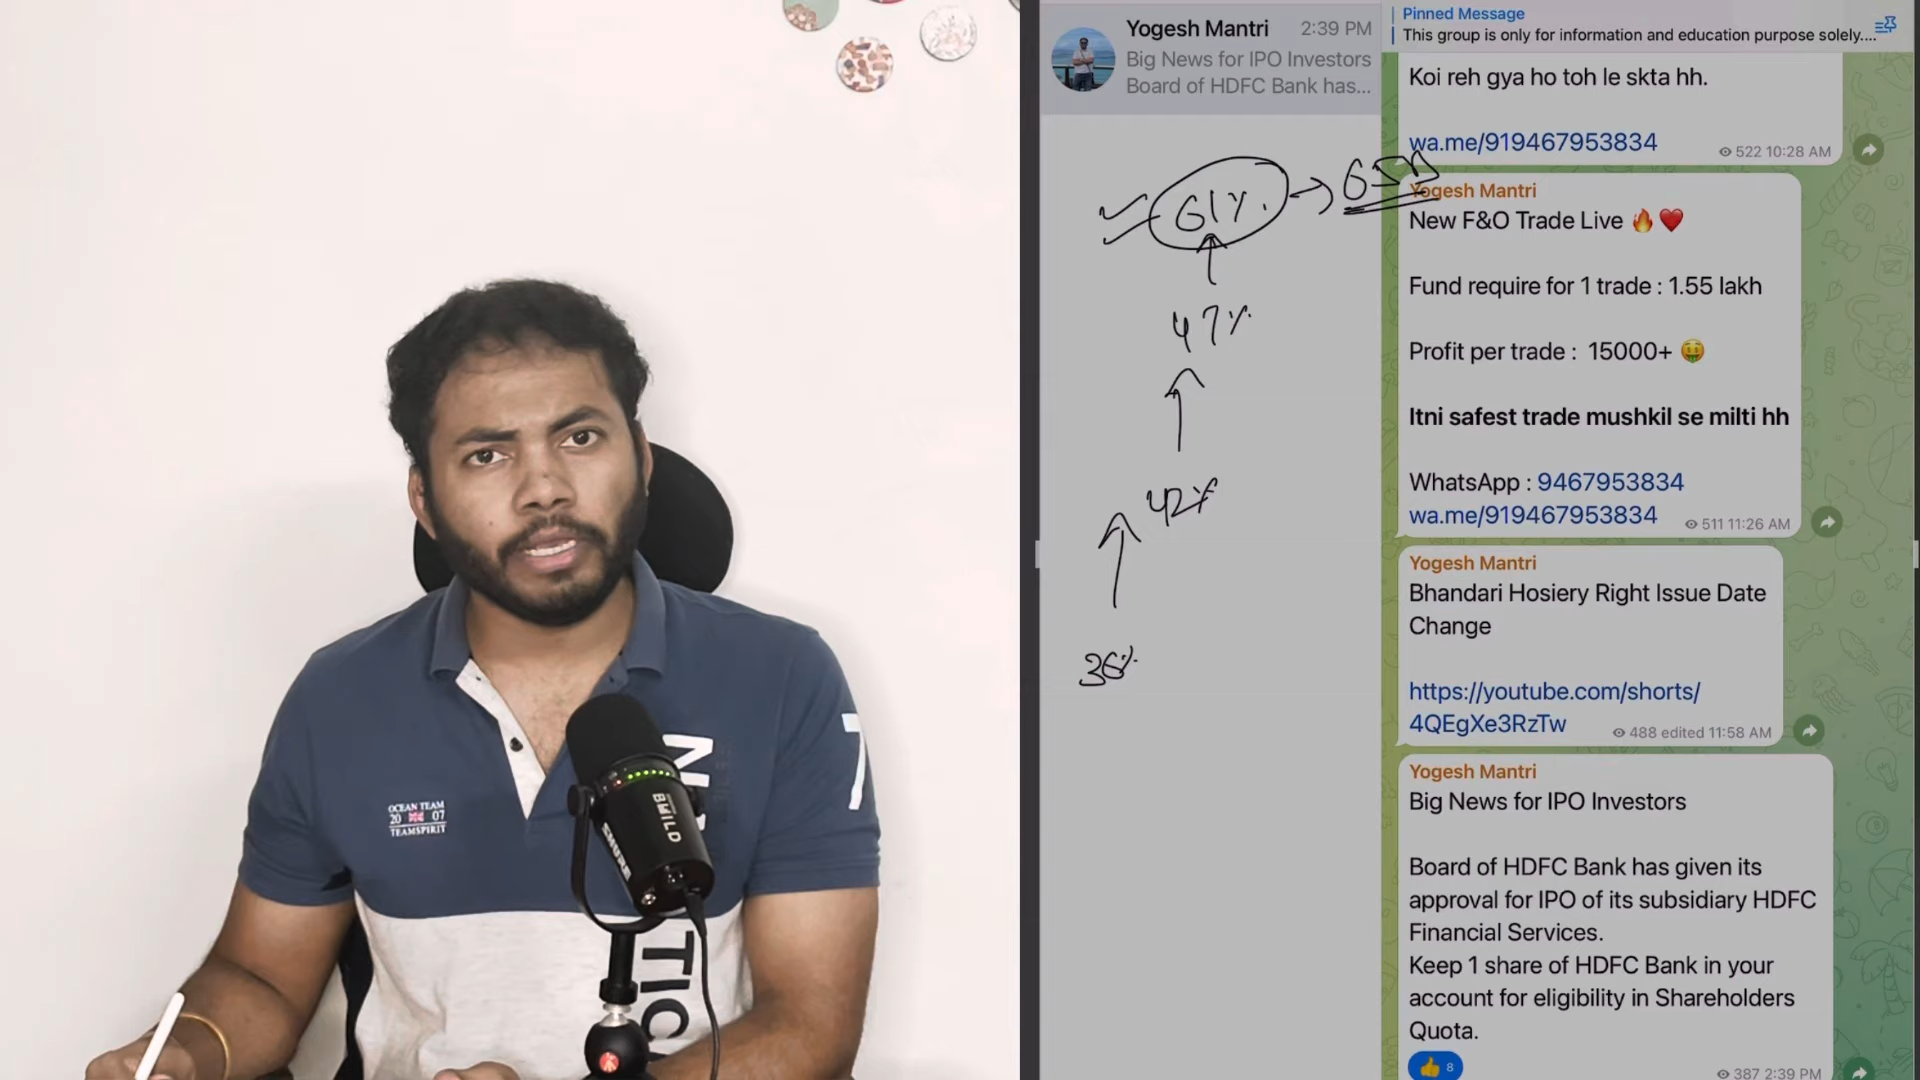 Yogesh Mantri 2:39 PM
Big News for IPO Investors
Board of HDFC Bank has...
61%.
47%
42%
36%
Pinned Message
This group is only for information and education purpose solely....
Koi reh gya ho toh le skta hh.
wa.me/919467953834 522 10:28 AM
Yogesh Mantri
New F&O Trade Live 🔥❤️
Fund require for 1 trade : 1.55 lakh
Profit per trade : 15000+ 🤑
Itni safest trade mushkil se milti hh
WhatsApp : 9467953834
wa.me/919467953834 511 11:26 AM
Yogesh Mantri
Bhandari Hosiery Right Issue Date
Change
https://youtube.com/shorts/
4QEgXe3RzTw 488 edited 11:58 AM
Yogesh Mantri
Big News for IPO Investors
Board of HDFC Bank has given its
approval for IPO of its subsidiary HDFC
Financial Services.
Keep 1 share of HDFC Bank in your
account for eligibility in Shareholders
Quota.
👍 8
387 2:39 PM
OCEAN TEAM
20 07
TEAMSPIRIT
7
BWILD
SHURE